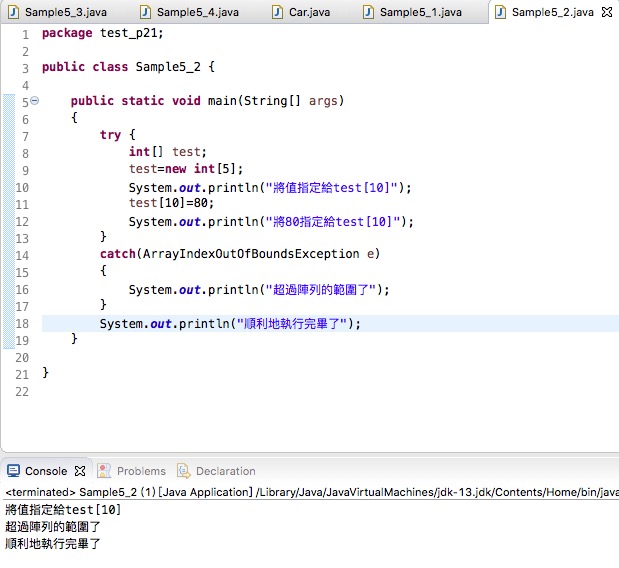 Sample5_3.java Sample5_4.java Car.java Sample5_1.java Sample5_2.java
1 package test_p21;
2
3 public class Sample5_2 {
4
5 public static void main(String[] args)
6 {
7 try {
8 int[] test;
9 test=new int[5];
10 System.out.println("將值指定給test[10]");
11 test[10]=80;
12 System.out.println("將80指定給test[10]");
13 }
14 catch(ArrayIndexOutOfBoundsException e)
15 {
16 System.out.println("超過陣列的範圍了");
17 }
18 System.out.println("順利地執行完畢了");
19 }
20
21 }
22
Console Problems Declaration
<terminated> Sample5_2 (1) [Java Application] /Library/Java/JavaVirtualMachines/jdk-13.jdk/Contents/Home/bin/java
將值指定給test[10]
超過陣列的範圍了
順利地執行完畢了